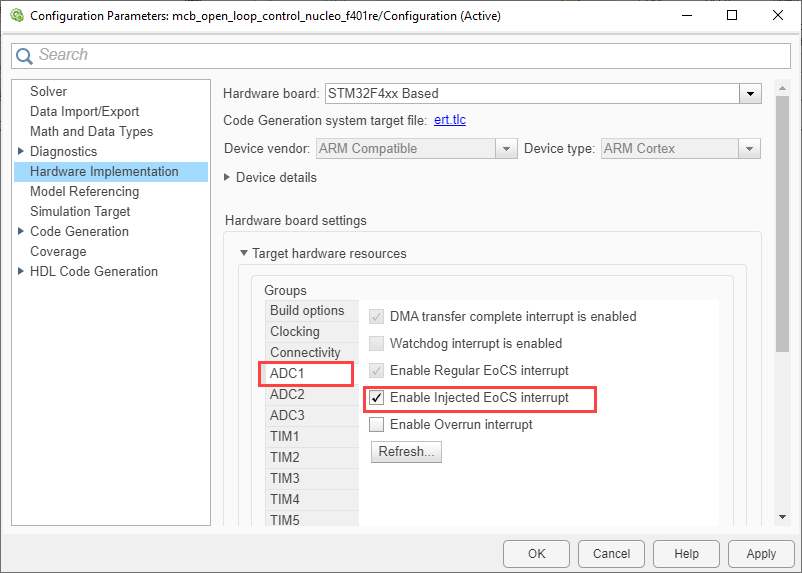 Configuration Parameters: mcb_open_loop_control_nucleo_f401re/Configuration (Active)
Search
Solver
Data Import/Export
Math and Data Types
Diagnostics
Hardware Implementation
Model Referencing
Simulation Target
Code Generation
Coverage
HDL Code Generation
Hardware board: STM32F4xx Based
Code Generation system target file: ert.tlc
Device vendor: ARM Compatible Device type: ARM Cortex
Device details
Hardware board settings
Target hardware resources
Groups
Build options
Clocking
Connectivity
ADC1
ADC2
ADC3
TIM1
TIM2
TIM3
TIM4
TIM5
DMA transfer complete interrupt is enabled
Watchdog interrupt is enabled
Enable Regular EoCS interrupt
Enable Injected EoCS interrupt
Enable Overrun interrupt
Refresh...
OK Cancel Help Apply